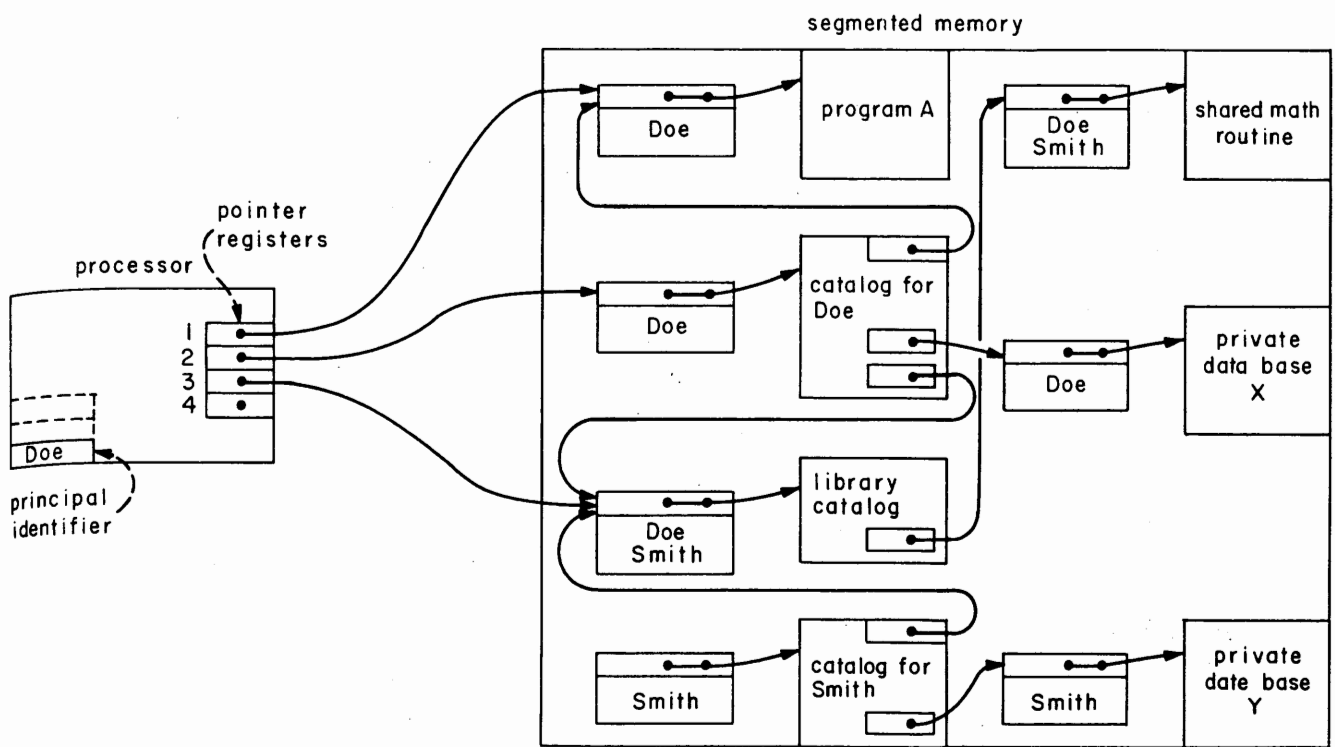 segmented memory
Doe
program A
Doe
Smith
shared math
routine
pointer
registers
processor
1
2
3
4
Doe
principal
identifier
Doe
catalog for
Doe
Doe
private
data base
X
Doe
Smith
library
catalog
Smith
catalog for
Smith
Smith
private
date base
Y